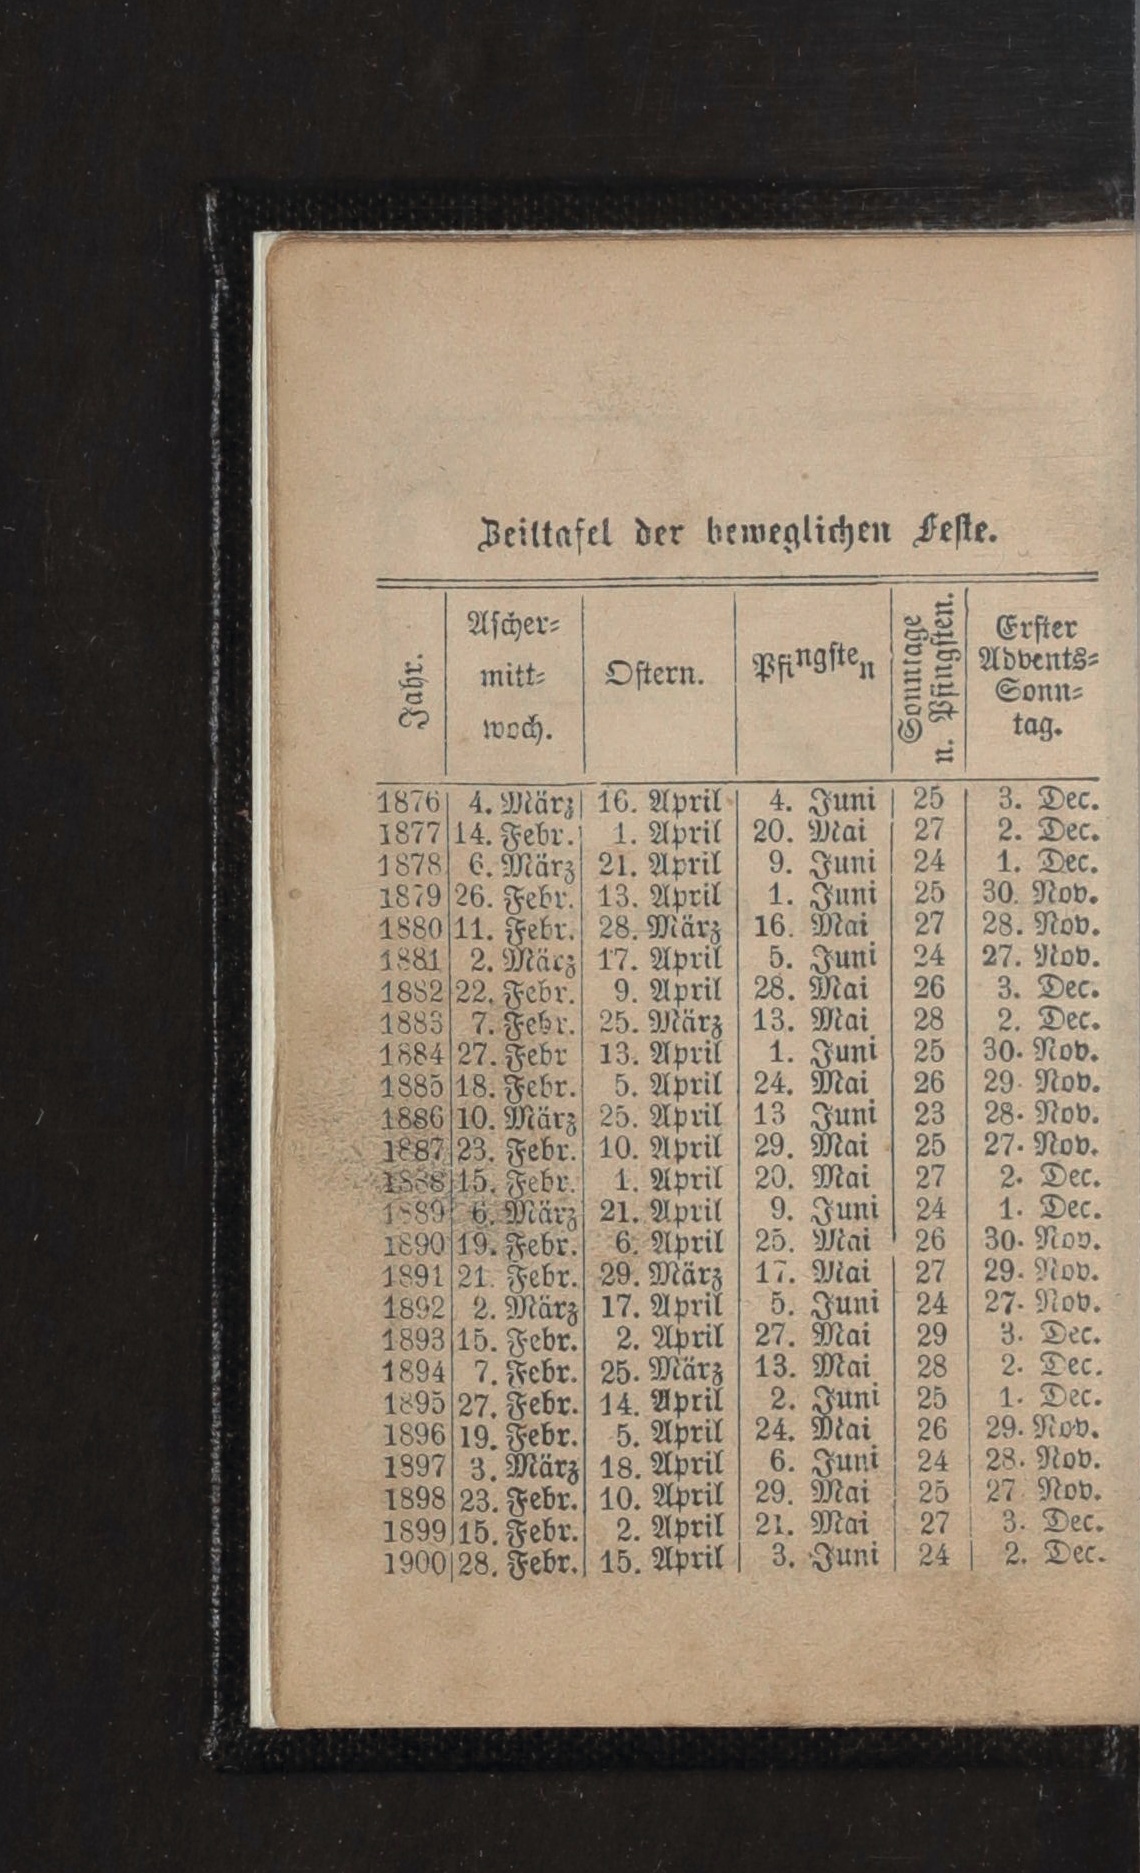 Zeittafel der beweglichen Feste.
Jahr. Ascher- mitt- woch. Ostern. Pfingsten Sonntage n. Pfingsten. Erster Advents- Sonn- tag.
1876 4. März 16. April 4. Juni 25 3. Dec.
1877 14. Febr. 1. April 20. Mai 27 2. Dec.
1878 6. März 21. April 9. Juni 24 1. Dec.
1879 26. Febr. 13. April 1. Juni 25 30. Nov.
1880 11. Febr. 28. März 16. Mai 27 28. Nov.
1881 2. März 17. April 5. Juni 24 27. Nov.
1882 22. Febr. 9. April 28. Mai 26 3. Dec.
1883 7. Febr. 25. März 13. Mai 28 2. Dec.
1884 27. Febr 13. April 1. Juni 25 30. Nov.
1885 18. Febr. 5. April 24. Mai 26 29. Nov.
1886 10. März 25. April 13 Juni 23 28. Nov.
1887 23. Febr. 10. April 29. Mai 25 27. Nov.
1888 15. Febr. 1. April 20. Mai 27 2. Dec.
1889 6. März 21. April 9. Juni 24 1. Dec.
1890 19. Febr. 6. April 25. Mai 26 30. Nov.
1891 21. Febr. 29. März 17. Mai 27 29. Nov.
1892 2. März 17. April 5. Juni 24 27. Nov.
1893 15. Febr. 2. April 27. Mai 29 3. Dec.
1894 7. Febr. 25. März 13. Mai 28 2. Dec.
1895 27. Febr. 14. April 2. Juni 25 1. Dec.
1896 19. Febr. 5. April 24. Mai 26 29. Nov.
1897 3. März 18. April 6. Juni 24 28. Nov.
1898 23. Febr. 10. April 29. Mai 25 27 Nov.
1899 15. Febr. 2. April 21. Mai 27 3. Dec.
1900 28. Febr. 15. April 3. Juni 24 2. Dec.